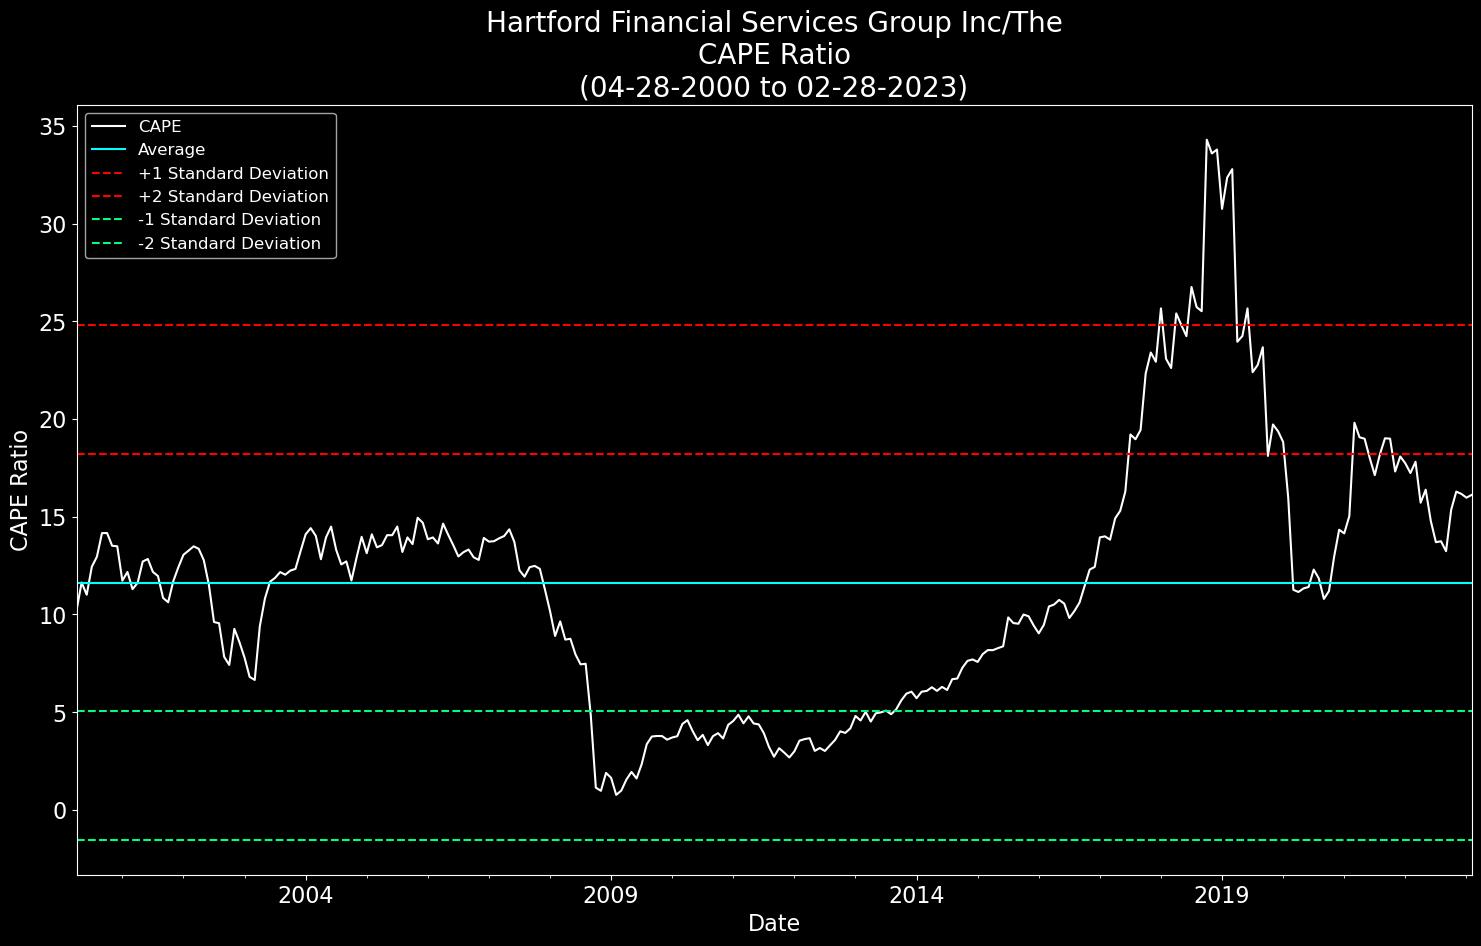 Hartford Financial Services Group Inc/The
CAPE Ratio
(04-28-2000 to 02-28-2023)
CAPE
Average
+1 Standard Deviation
+2 Standard Deviation
-1 Standard Deviation
-2 Standard Deviation
35
30
25
20
15
10
5
0
CAPE Ratio
2004 2009 2014 2019
Date